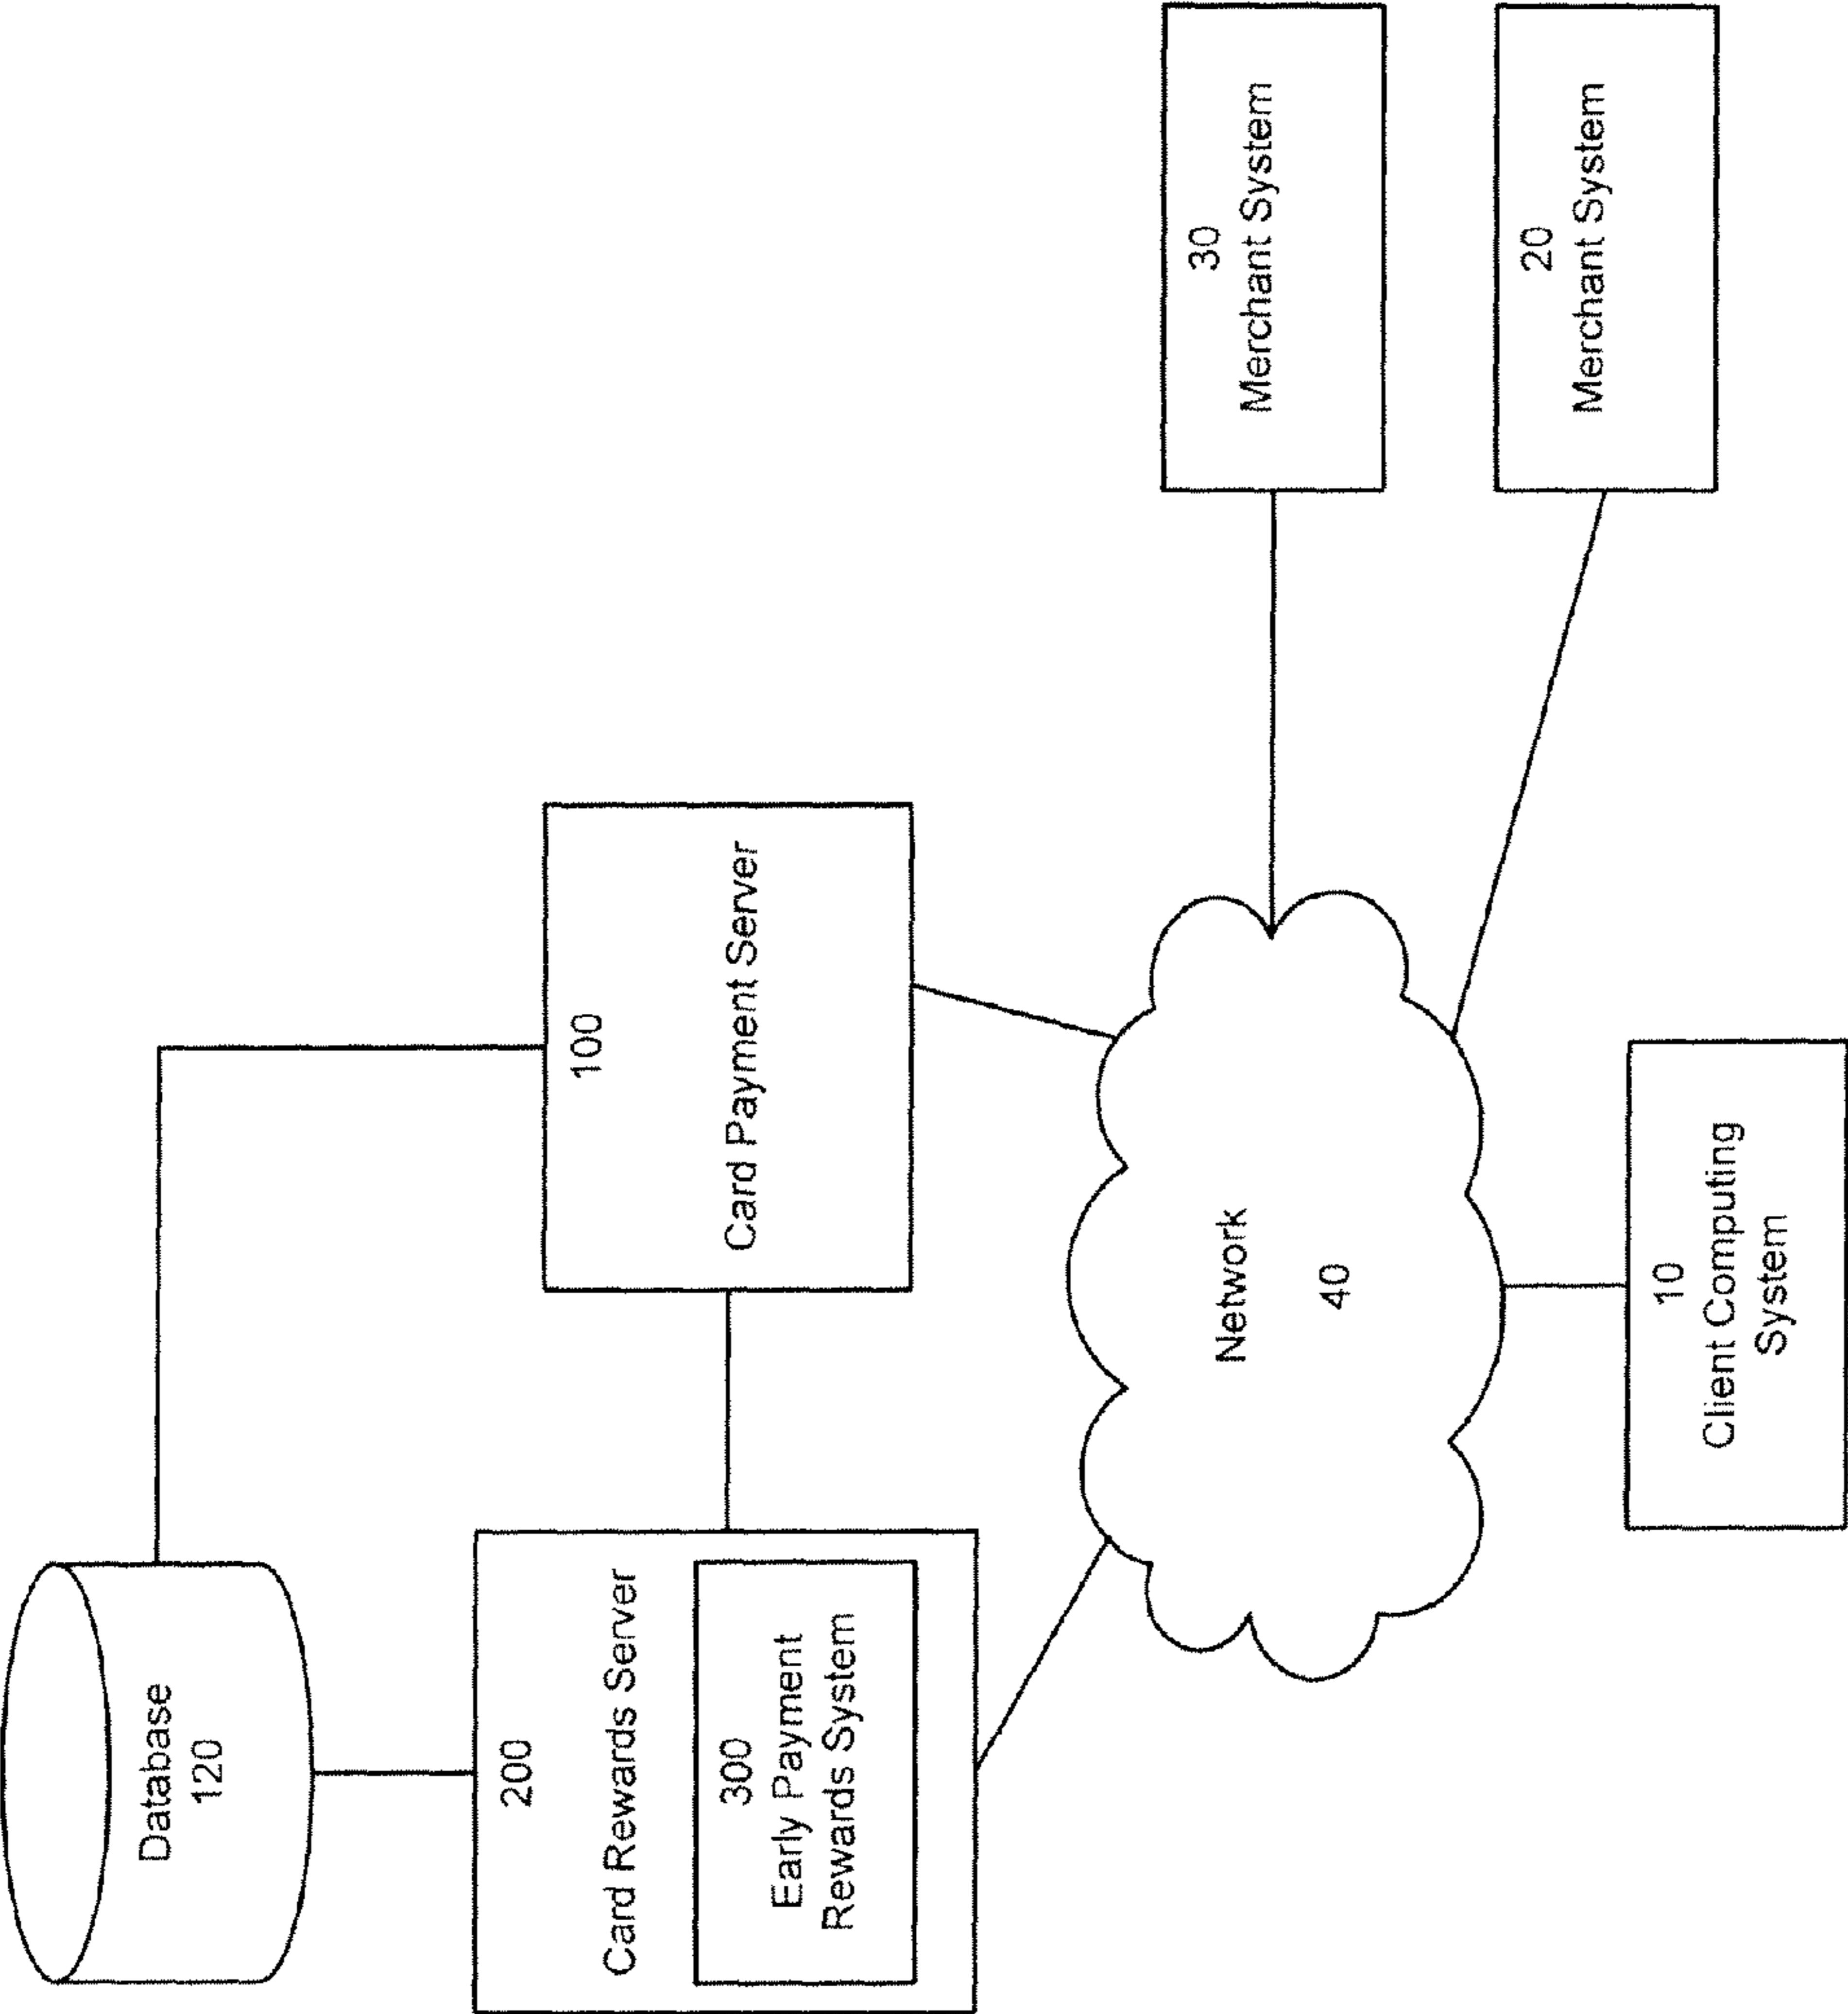 Database
120
200
Card Rewards Server
300
Early Payment
Rewards System
100
Card Payment Server
Network
40
10
Client Computing
System
30
Merchant System
20
Merchant System